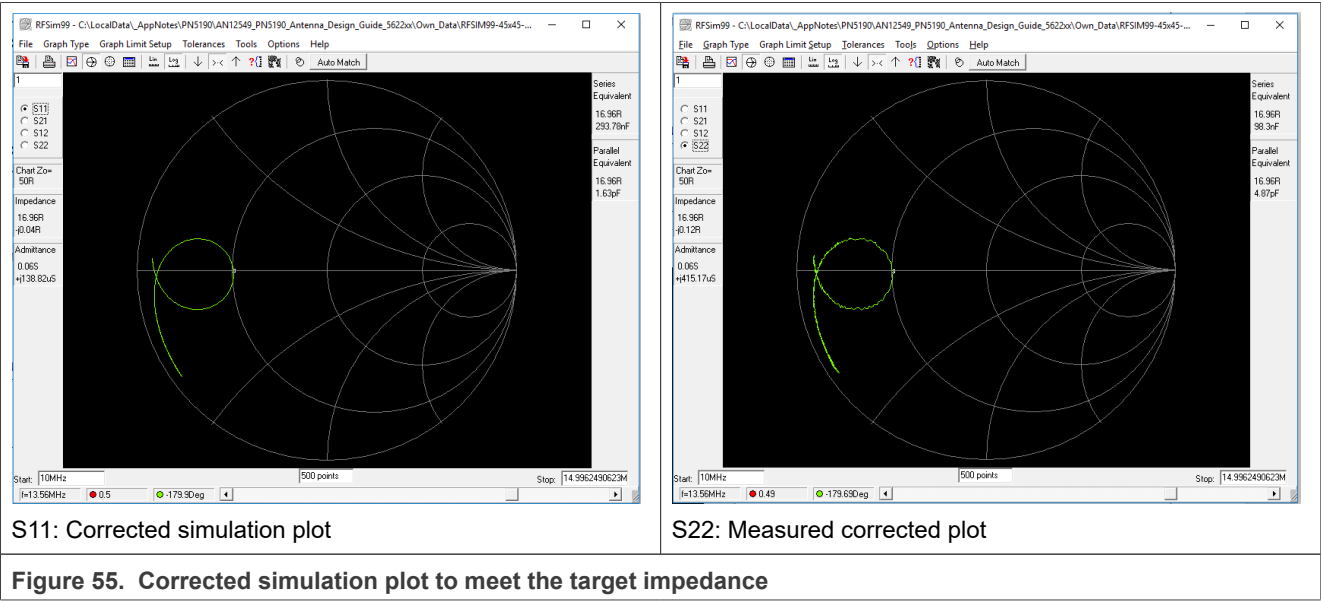 RFSim99 - C:\LocalData\_AppNotes\PN5190\AN12549_PN5190_Antenna_Design_Guide_5622xx\Own_Data\RFSIM99-45x45-...
File Graph Type Graph Limit Setup Tolerances Tools Options Help
Lin Log ?{} Auto Match
1
S11
S21
S12
S22
Chart Zo=
50R
Impedance
16.96R
-j0.04R
Admittance
0.06S
+j138.82uS
Series
Equivalent
16.96R
293.78nF
Parallel
Equivalent
16.96R
1.63pF
Start: 10MHz 500 points Stop: 14.9962490623M
f=13.56MHz 0.5 -179.9Deg
S11: Corrected simulation plot
RFSim99 - C:\LocalData\_AppNotes\PN5190\AN12549_PN5190_Antenna_Design_Guide_5622xx\Own_Data\RFSIM99-45x45-...
File Graph Type Graph Limit Setup Tolerances Tools Options Help
Lin Log ?{} Auto Match
1
S11
S21
S12
S22
Chart Zo=
50R
Impedance
16.96R
-j0.12R
Admittance
0.06S
+j415.17uS
Series
Equivalent
16.96R
98.3nF
Parallel
Equivalent
16.96R
4.87pF
Start: 10MHz 500 points Stop: 14.9962490623M
f=13.56MHz 0.49 -179.69Deg
S22: Measured corrected plot
Figure 55. Corrected simulation plot to meet the target impedance